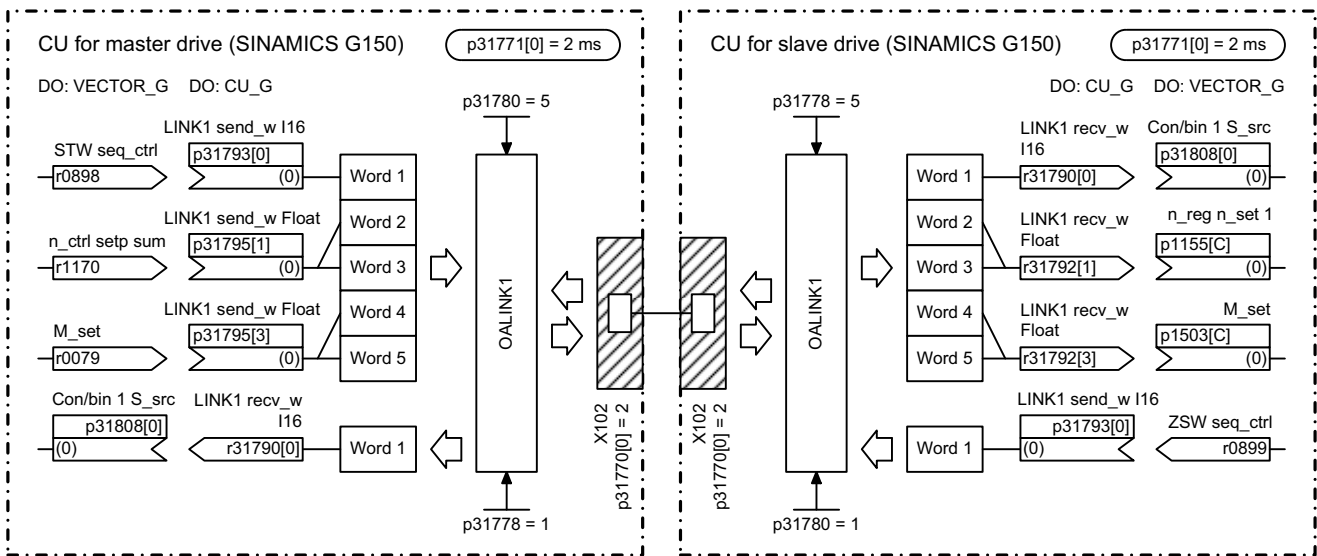 CU for master drive (SINAMICS G150)
p31771[0] = 2 ms
DO: VECTOR_G DO: CU_G
p31780 = 5
STW seq_ctrl
r0898
LINK1 send_w I16
p31793[0]
(0)
Word 1
n_ctrl setp sum
r1170
LINK1 send_w Float
p31795[1]
(0)
Word 2
Word 3
M_set
r0079
LINK1 send_w Float
p31795[3]
(0)
Word 4
Word 5
Con/bin 1 S_src
p31808[0]
(0)
LINK1 recv_w
I16
r31790[0]
Word 1
OALINK1
p31778 = 1
X102
p31770[0] = 2
CU for slave drive (SINAMICS G150)
p31771[0] = 2 ms
DO: CU_G DO: VECTOR_G
p31778 = 5
X102
p31770[0] = 2
OALINK1
p31780 = 1
Word 1
LINK1 recv_w
I16
r31790[0]
Con/bin 1 S_src
p31808[0]
(0)
Word 2
Word 3
LINK1 recv_w
Float
r31792[1]
n_reg n_set 1
p1155[C]
(0)
Word 4
Word 5
LINK1 recv_w
Float
r31792[3]
M_set
p1503[C]
(0)
Word 1
LINK1 send_w I16
p31793[0]
(0)
ZSW seq_ctrl
r0899